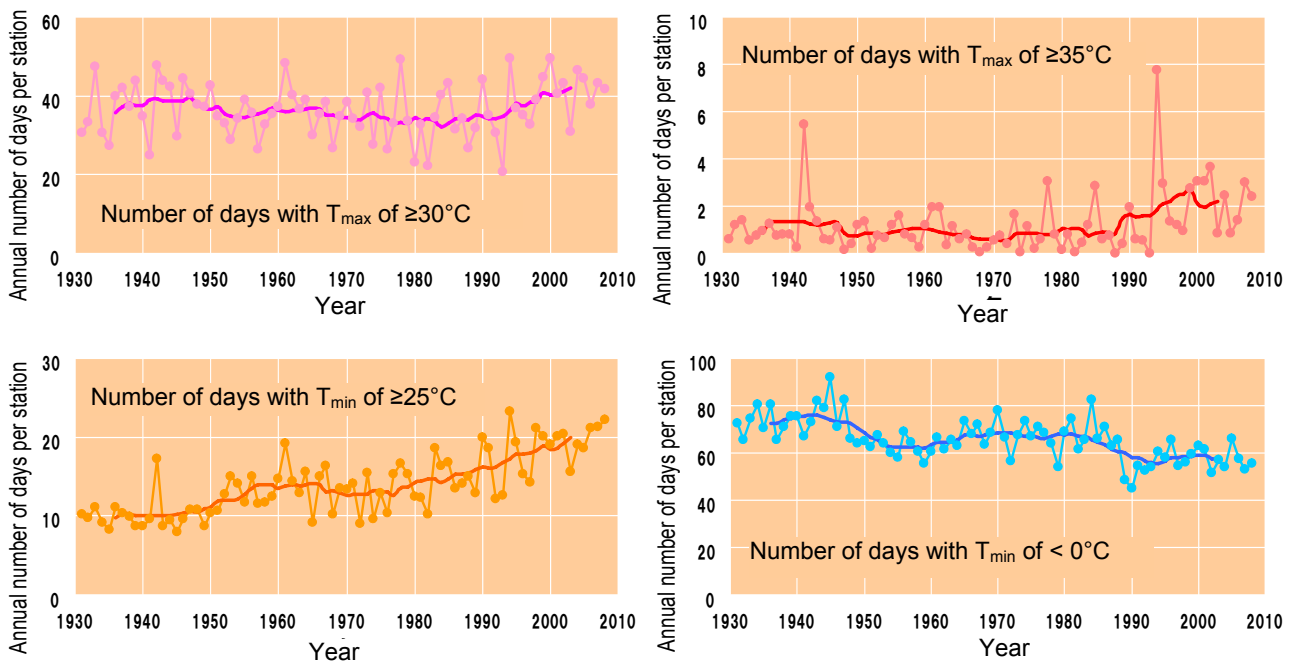 Annual number of days per station
60
40
20
0
Number of days with Tmax of ≥30°C
1930 1940 1950 1960 1970 1980 1990 2000 2010
Year
Annual number of days per station
10
8
6
4
2
0
Number of days with Tmax of ≥35°C
1930 1940 1950 1960 1970 1980 1990 2000 2010
Year
Annual number of days per station
30
20
10
0
Number of days with Tmin of ≥25°C
1930 1940 1950 1960 1970 1980 1990 2000 2010
Year
Annual number of days per station
100
80
60
40
20
0
Number of days with Tmin of < 0°C
1930 1940 1950 1960 1970 1980 1990 2000 2010
Year